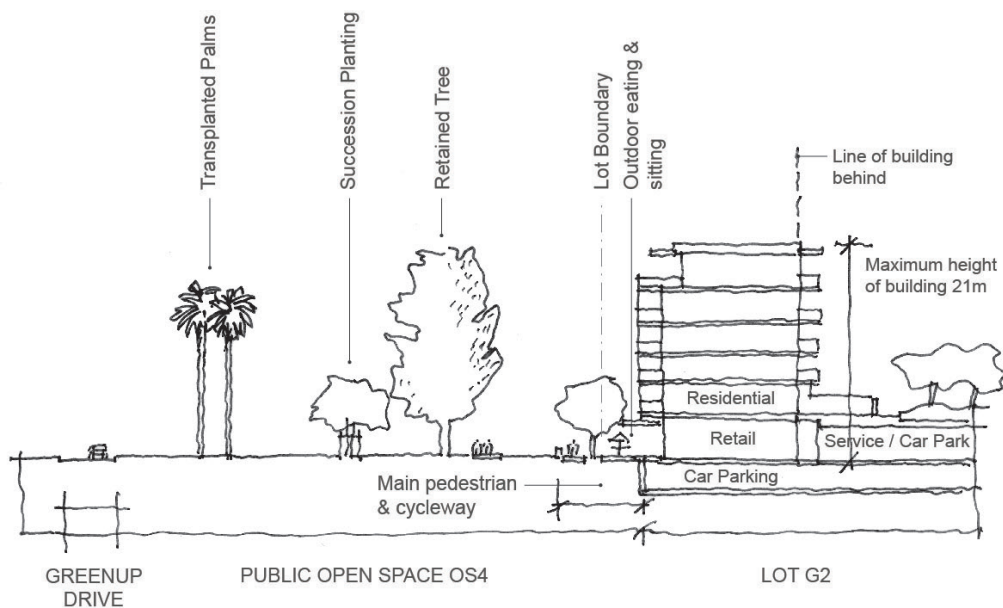 Transplanted Palms
Succession Planting
Retained Tree
Lot Boundary
Outdoor eating &
sitting
Line of building
behind
Maximum height
of building 21m
Residential
Retail
Service / Car Park
Car Parking
Main pedestrian
& cycleway
GREENUP
DRIVE
PUBLIC OPEN SPACE OS4
LOT G2